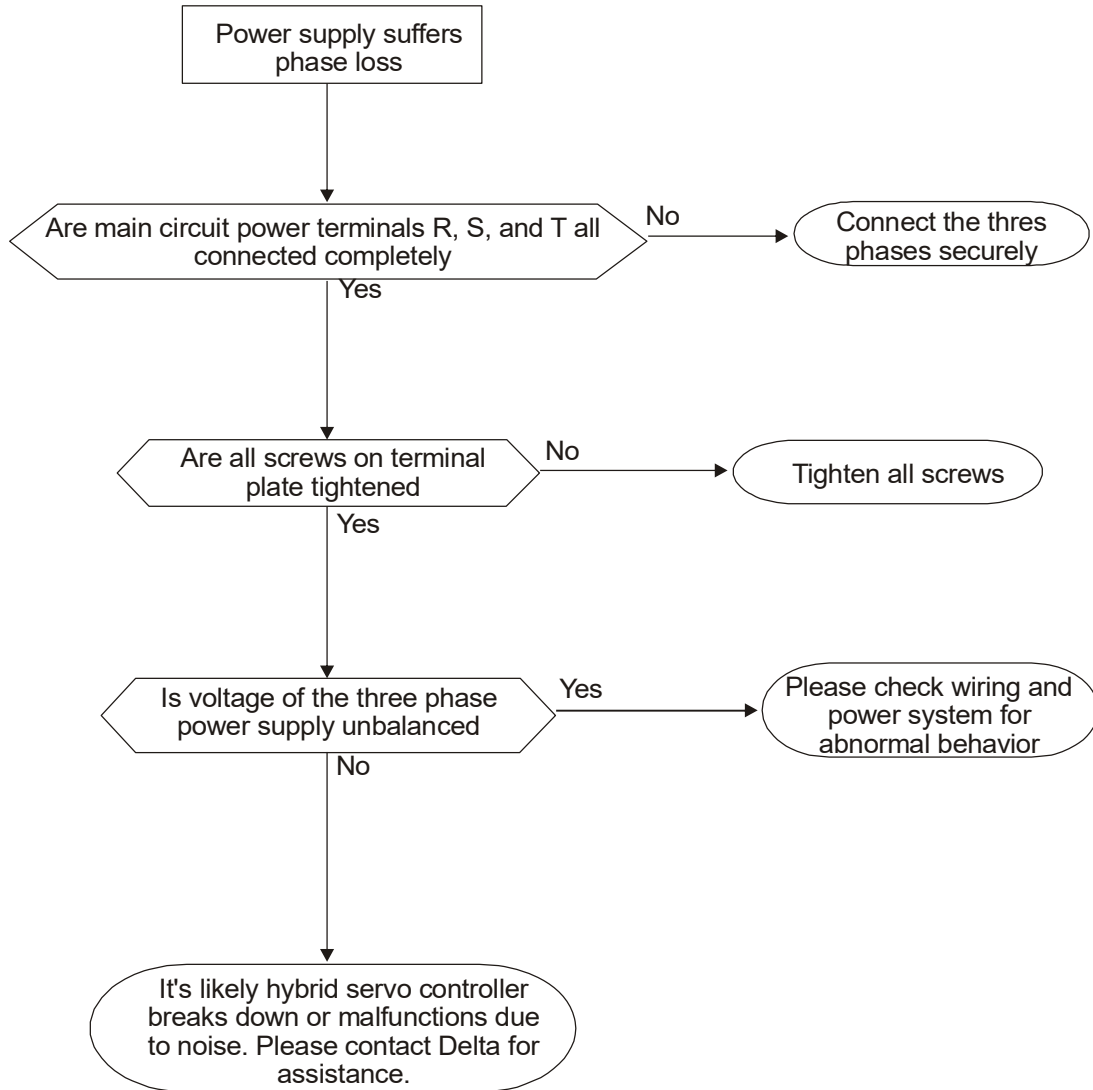 Power supply suffers
phase loss
Are main circuit power terminals R, S, and T all
connected completely
No
Connect the thres
phases securely
Yes
Are all screws on terminal
plate tightened
No
Tighten all screws
Yes
Is voltage of the three phase
power supply unbalanced
Yes
Please check wiring and
power system for
abnormal behavior
No
It's likely hybrid servo controller
breaks down or malfunctions due
to noise. Please contact Delta for
assistance.